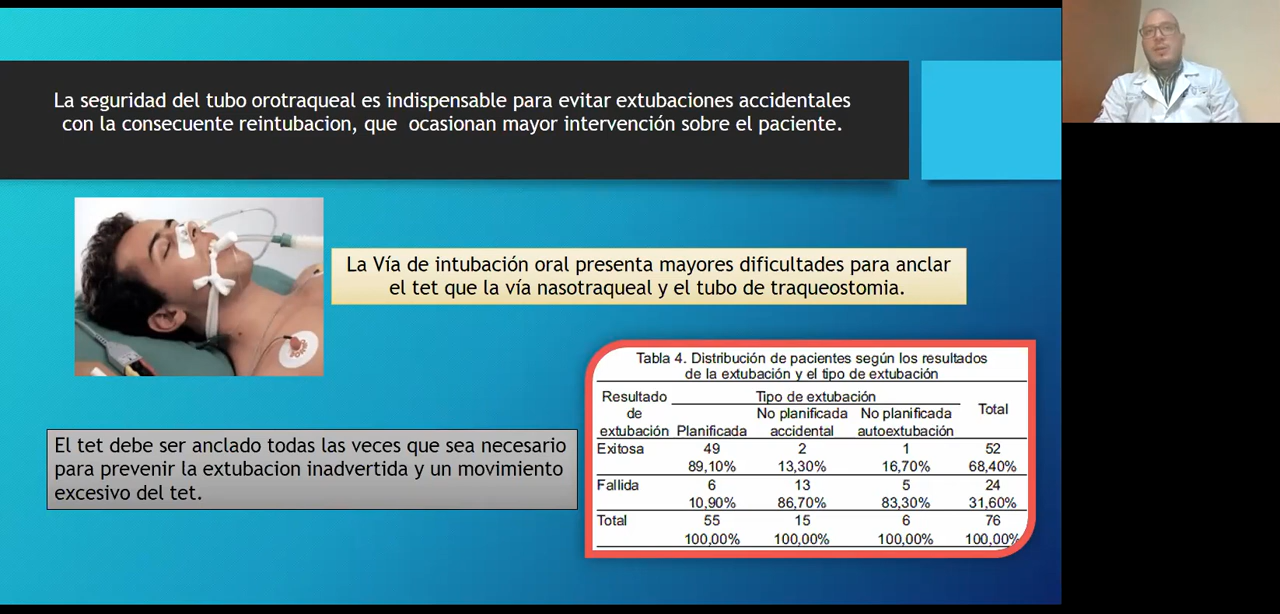 La seguridad del tubo orotraqueal es indispensable para evitar extubaciones accidentales
con la consecuente reintubacion, que ocasionan mayor intervención sobre el paciente.
La Vía de intubación oral presenta mayores dificultades para anclar
el tet que la vía nasotraqueal y el tubo de traqueostomia.
El tet debe ser anclado todas las veces que sea necesario
para prevenir la extubacion inadvertida y un movimiento
excesivo del tet.
Tabla 4. Distribución de pacientes según los resultados
de la extubación y el tipo de extubación
Resultado Tipo de extubación
de No planificada No planificada Total
extubación Planificada accidental autoextubación
Exitosa 49 2 1 52
89,10% 13,30% 16,70% 68,40%
Fallida 6 13 5 24
10,90% 86,70% 83,30% 31,60%
Total 55 15 6 76
100,00% 100,00% 100,00% 100,00%